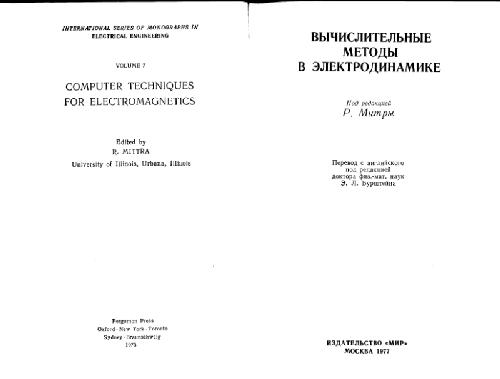 INTERNATIONAL SERIES OF MONOGRAPHS IN
ELECTRICAL ENGINEERING
VOLUME 7
COMPUTER TECHNIQUES
FOR ELECTROMAGNETICS
Edited by
R. MITTRA
University of Illinois, Urbana, Illinois
Pergamon Press
Oxford · New York · Toronto
Sydney · Braunschweig
1973
ВЫЧИСЛИТЕЛЬНЫЕ
МЕТОДЫ
В ЭЛЕКТРОДИНАМИКЕ
Под редакцией
Р. Митры
Перевод с английского
под редакцией
доктора физ.-мат. наук
Э. Л. Бурштейна
ИЗДАТЕЛЬСТВО «МИР»
МОСКВА 1977